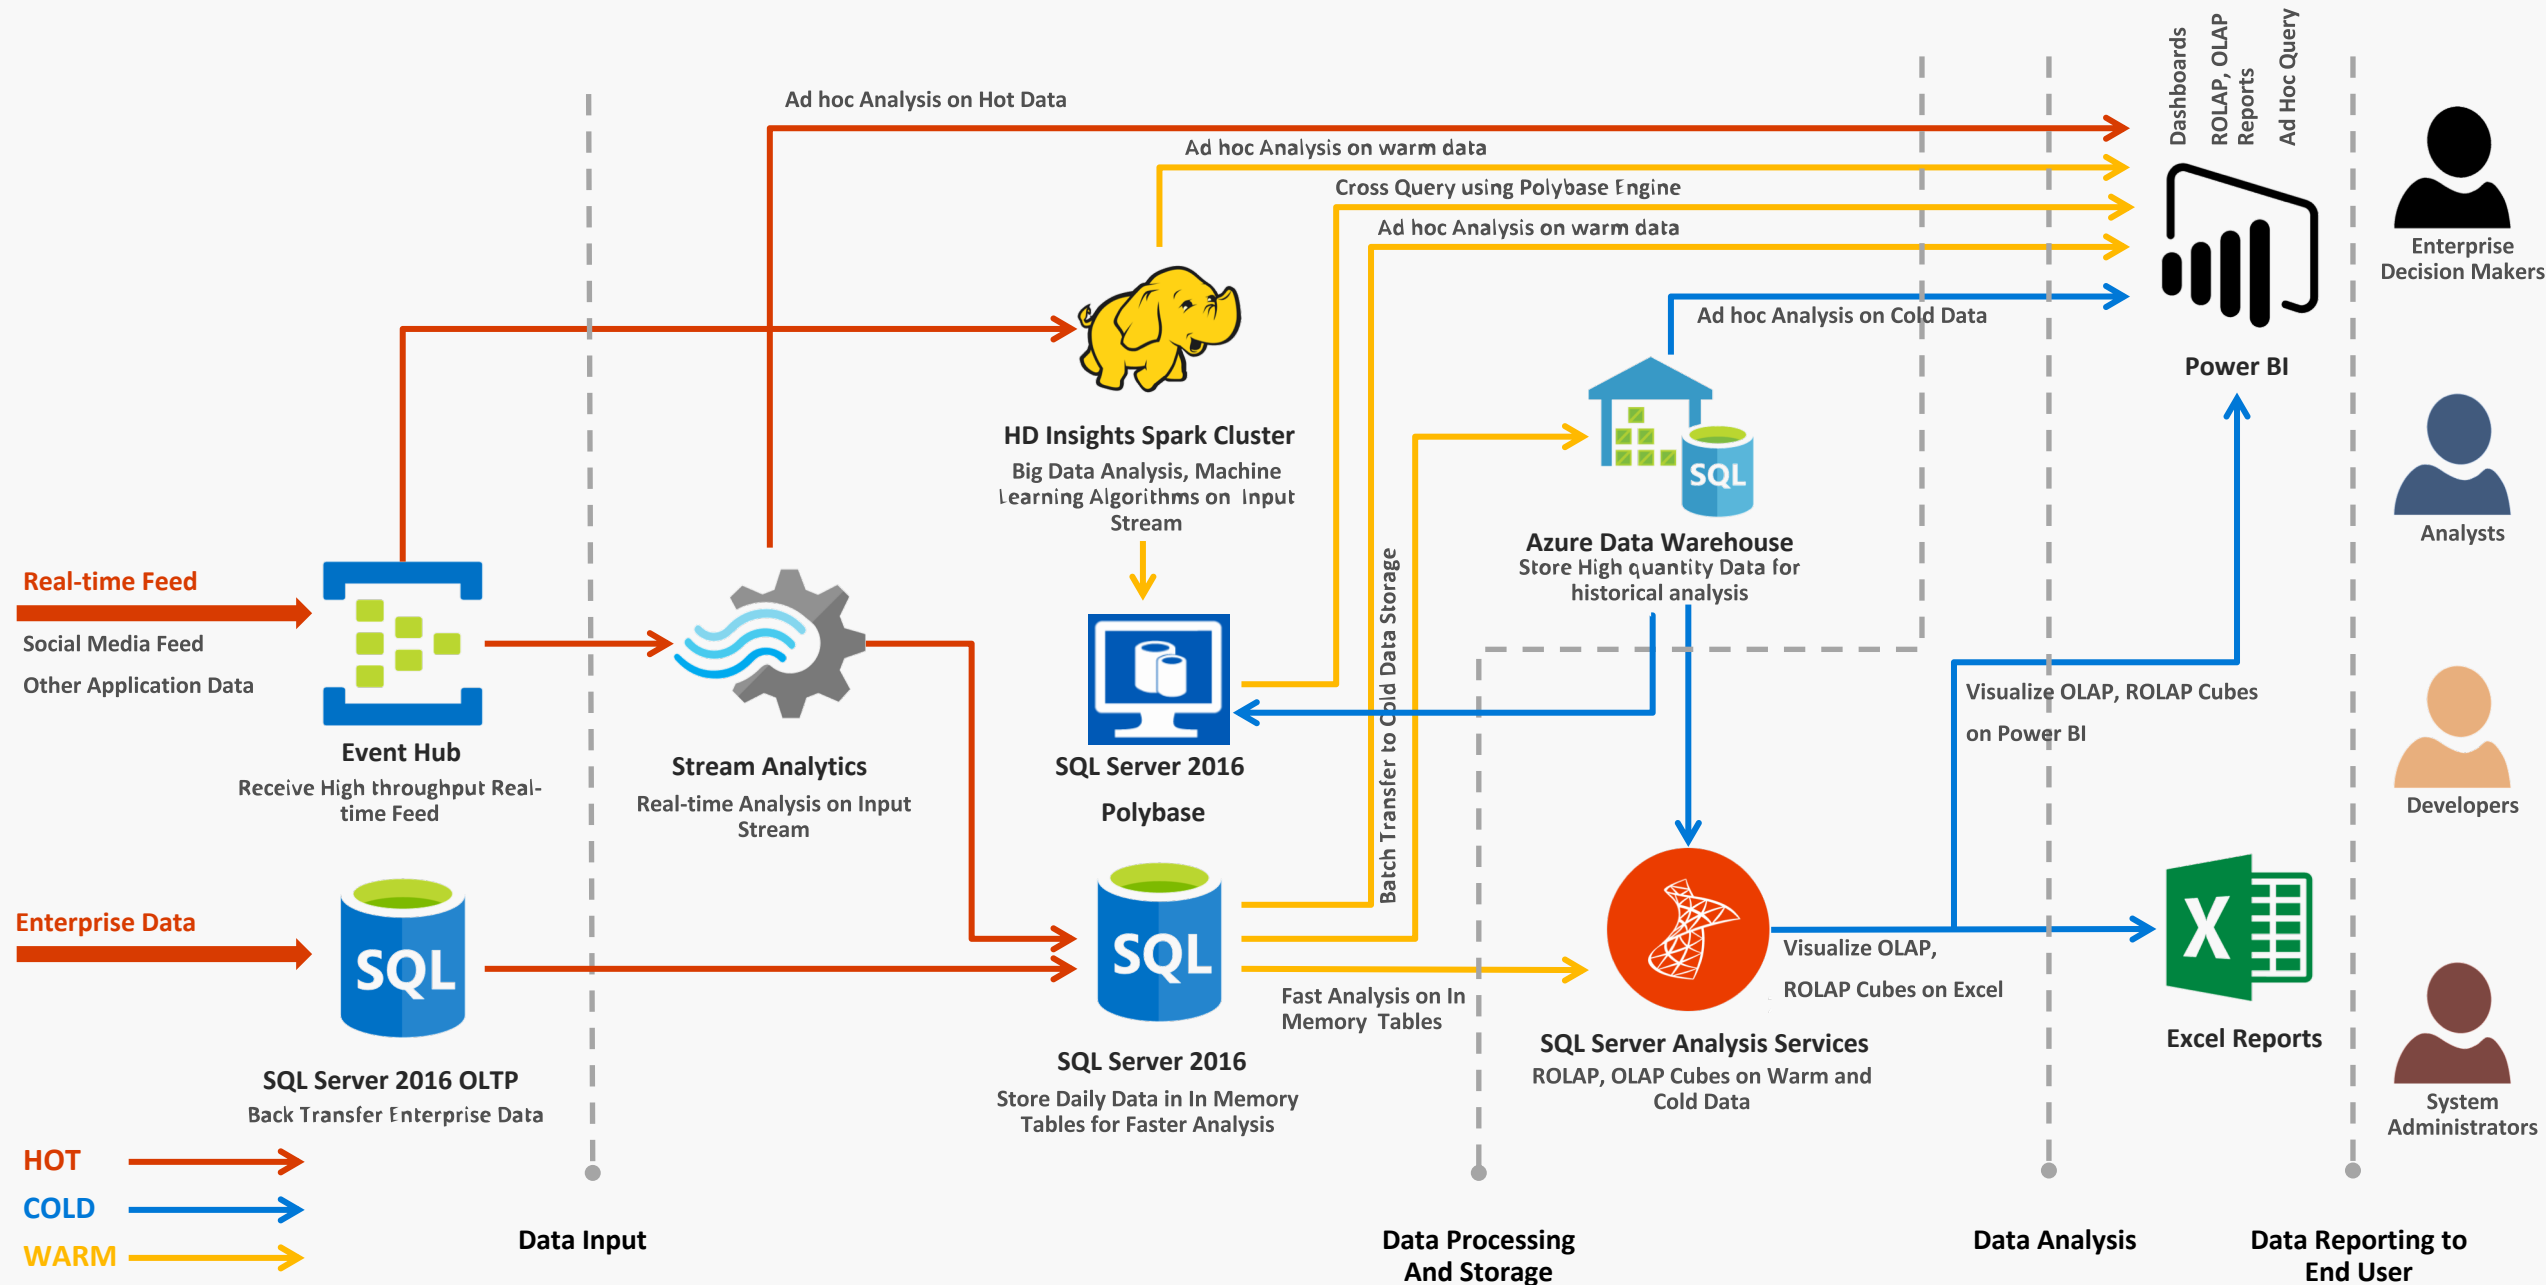 Dashboards
ROLAP, OLAP
Reports
Ad Hoc Query
Ad hoc Analysis on Hot Data
Ad hoc Analysis on warm data
Cross Query using Polybase Engine
Ad hoc Analysis on warm data
Ad hoc Analysis on Cold Data
Enterprise
Decision Makers
Power BI
HD Insights Spark Cluster
Big Data Analysis, Machine
Learning Algorithms on Input
Stream
SQL
Azure Data Warehouse
Store High quantity Data for
historical analysis
Analysts
Real-time Feed
Social Media Feed
Other Application Data
Event Hub
Receive High throughput Real-
time Feed
Stream Analytics
Real-time Analysis on Input
Stream
SQL Server 2016
Polybase
Batch Transfer to Cold Data Storage
Visualize OLAP, ROLAP Cubes
on Power BI
Developers
Enterprise Data
SQL
SQL Server 2016 OLTP
Back Transfer Enterprise Data
SQL
SQL Server 2016
Store Daily Data in In Memory
Tables for Faster Analysis
Fast Analysis on In
Memory Tables
Visualize OLAP,
ROLAP Cubes on Excel
SQL Server Analysis Services
ROLAP, OLAP Cubes on Warm and
Cold Data
X
Excel Reports
System
Administrators
HOT
COLD
WARM
Data Input
Data Processing
And Storage
Data Analysis
Data Reporting to
End User